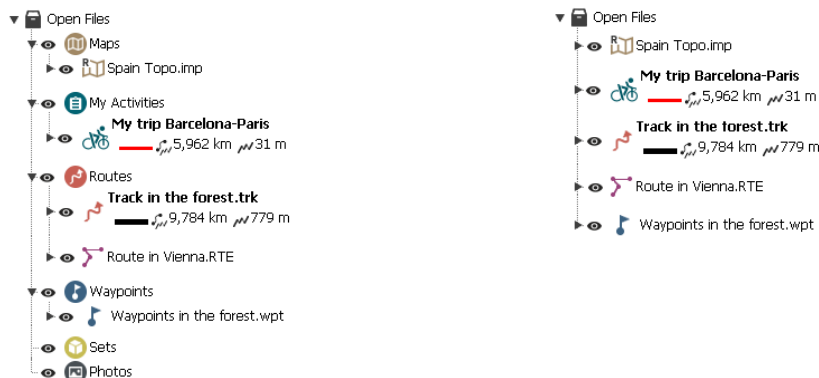 Open Files
Maps
R
Spain Topo.imp
My Activities
My trip Barcelona-Paris
5,962 km 31 m
Routes
Track in the forest.trk
9,784 km 779 m
Route in Vienna.RTE
Waypoints
Waypoints in the forest.wpt
Sets
Photos
Open Files
R
Spain Topo.imp
My trip Barcelona-Paris
5,962 km 31 m
Track in the forest.trk
9,784 km 779 m
Route in Vienna.RTE
Waypoints in the forest.wpt